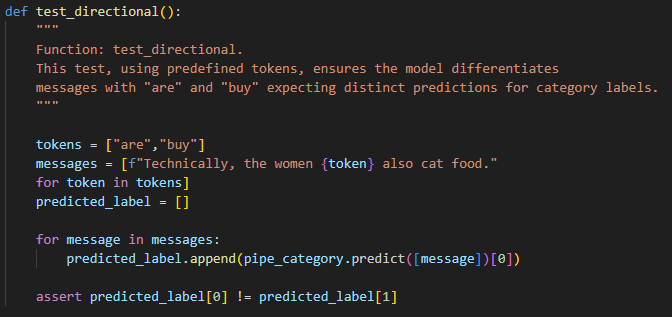 def test_directional():
    """
    Function: test_directional.
    This test, using predefined tokens, ensures the model differentiates
    messages with "are" and "buy" expecting distinct predictions for category labels.
    """
    tokens = ["are","buy"]
    messages = [f"Technically, the women {token} also cat food."
    for token in tokens]
    predicted_label = []
    for message in messages:
        predicted_label.append(pipe_category.predict([message])[0])
    assert predicted_label[0] != predicted_label[1]